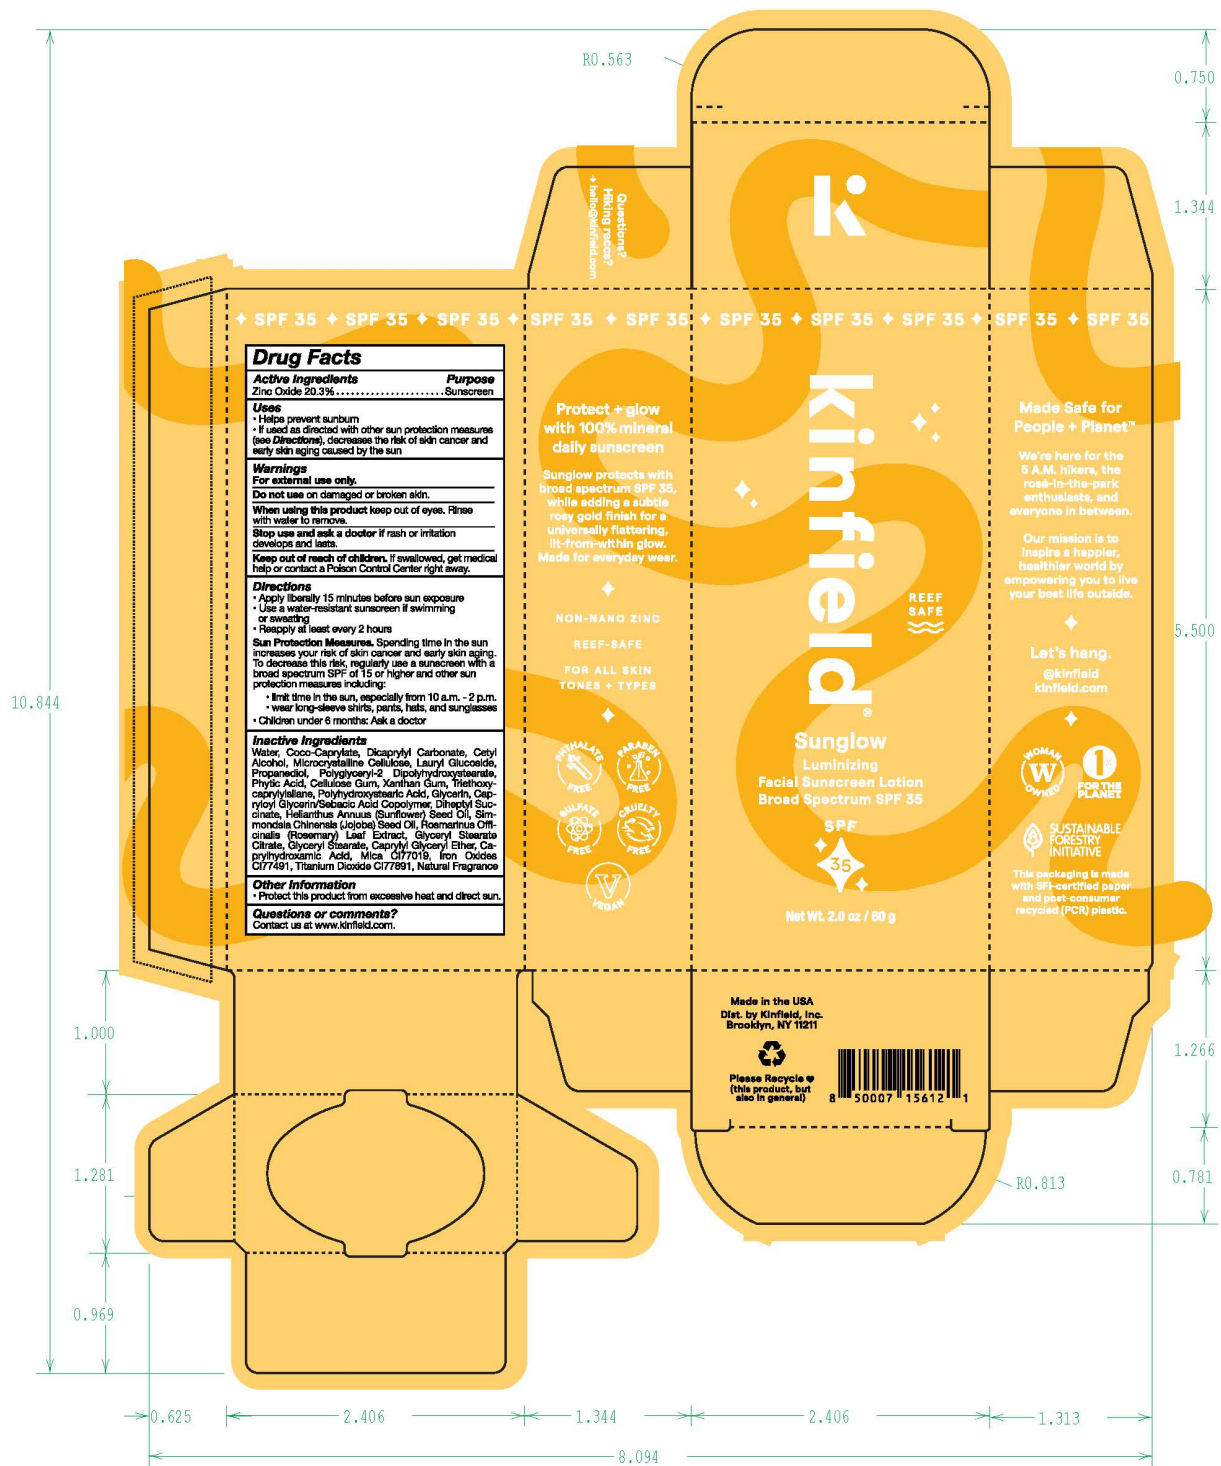 R0.563
0.750
1.344
5.500
1.266
0.781
R0.813
10.844
1.000
1.281
0.969
0.625
2.406
1.344
2.406
1.313
8.094
Questions?
Hiking reccs?
hello@kinfield.com
k
SPF 35 SPF 35 SPF 35 SPF 35 SPF 35 SPF 35 SPF 35 SPF 35 SPF 35 SPF 35
Drug Facts
Active Ingredients Purpose
Zinc Oxide 20.3%......................Sunscreen
Uses
• Helps prevent sunburn
• If used as directed with other sun protection measures
(see Directions), decreases the risk of skin cancer and
early skin aging caused by the sun
Warnings
For external use only.
Do not use on damaged or broken skin.
When using this product keep out of eyes. Rinse
with water to remove.
Stop use and ask a doctor if rash or irritation
develops and lasts.
Keep out of reach of children. If swallowed, get medical
help or contact a Poison Control Center right away.
Directions
• Apply liberally 15 minutes before sun exposure
• Use a water-resistant sunscreen if swimming
or sweating
• Reapply at least every 2 hours
Sun Protection Measures. Spending time in the sun
increases your risk of skin cancer and early skin aging.
To decrease this risk, regularly use a sunscreen with a
broad spectrum SPF of 15 or higher and other sun
protection measures including:
• limit time in the sun, especially from 10 a.m. - 2 p.m.
• wear long-sleeve shirts, pants, hats, and sunglasses
• Children under 6 months: Ask a doctor
Inactive Ingredients
Water, Coco-Caprylate, Dicaprylyl Carbonate, Cetyl
Alcohol, Microcrystalline Cellulose, Lauryl Glucoside,
Propanediol, Polyglyceryl-2 Dipolyhydroxystearate,
Phytic Acid, Cellulose Gum, Xanthan Gum, Triethoxy-
caprylylsilane, Polyhydroxystearic Acid, Glycerin, Cap-
ryloyl Glycerin/Sebacic Acid Copolymer, Diheptyl Suc-
cinate, Helianthus Annuus (Sunflower) Seed Oil, Sim-
mondsia Chinensis (Jojoba) Seed Oil, Rosmarinus Offi-
cinalis (Rosemary) Leaf Extract, Glyceryl Stearate
Citrate, Glyceryl Stearate, Caprylyl Glyceryl Ether, Ca-
prylhydroxamic Acid, Mica CI77019, Iron Oxides
CI77491, Titanium Dioxide CI77891, Natural Fragrance
Other Information
• Protect this product from excessive heat and direct sun.
Questions or comments?
Contact us at www.kinfield.com.
Protect + glow
with 100% mineral
daily sunscreen
Sunglow protects with
broad spectrum SPF 35,
while adding a subtle
rosy gold finish for a
universally flattering,
lit-from-within glow.
Made for everyday wear.
NON-NANO ZINC
REEF-SAFE
FOR ALL SKIN
TONES + TYPES
PHTHALATE FREE
PARABEN FREE
SULFATE FREE
CRUELTY FREE
V VEGAN
kinfield®
REEF
SAFE
Sunglow
Luminizing
Facial Sunscreen Lotion
Broad Spectrum SPF 35
SPF
35
Net Wt. 2.0 oz / 60 g
Made Safe for
People + Planet™
We're here for the
5 A.M. hikers, the
rosé-in-the-park
enthusiasts, and
everyone in between.
Our mission is to
inspire a happier,
healthier world by
empowering you to live
your best life outside.
Let's hang.
@kinfield
kinfield.com
WOMAN W OWNED
1% FOR THE
PLANET
SUSTAINABLE
FORESTRY
INITIATIVE
This packaging is made
with SFI-certified paper
and post-consumer
recycled (PCR) plastic.
Made in the USA
Dist. by Kinfield, Inc.
Brooklyn, NY 11211
Please Recycle ♥
(this product, but
also in general)
8 50007 15612 1